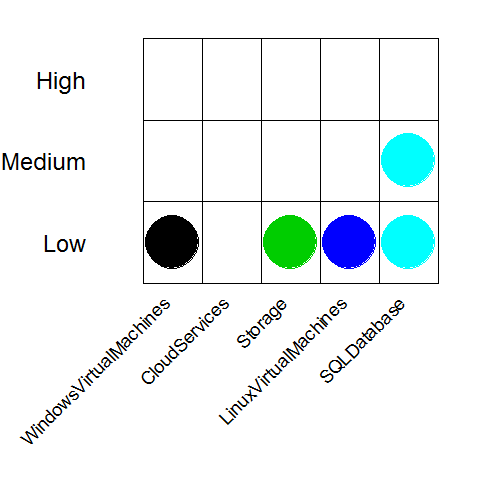 High
Medium
Low
WindowsVirtualMachines
CloudServices
Storage
LinuxVirtualMachines
SQLDatabase